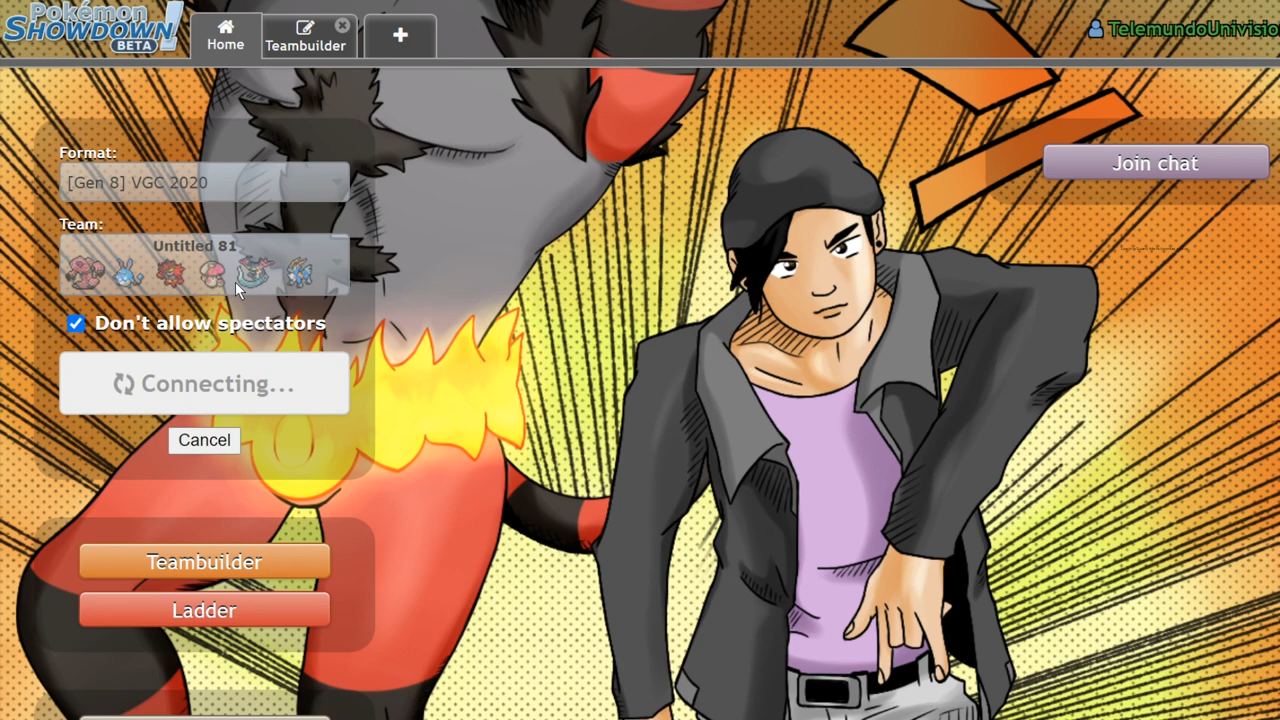 Pokémon
SHOWDOWN!
BETA
Home
Teambuilder
TelemundoUnivisio
Format:
[Gen 8] VGC 2020
Team:
Untitled 81
Don't allow spectators
Connecting...
Cancel
Teambuilder
Ladder
Join chat